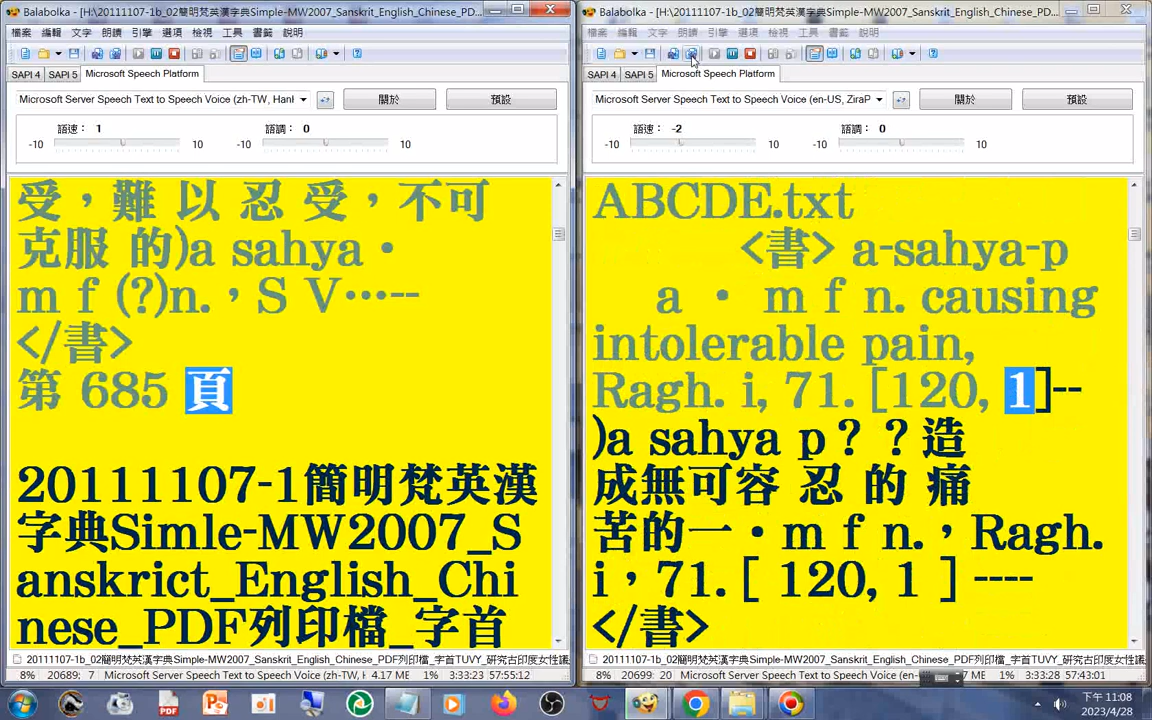 Balabolka - [H:\20111107-1b_02簡明梵英漢字典Simple-MW2007_Sanskrit_English_Chinese_PD...
檔案 編輯 文字 朗讀 引擎 選項 檢視 工具 書籤 說明
SAPI 4 SAPI 5 Microsoft Speech Platform
Microsoft Server Speech Text to Speech Voice (zh-TW, HanH
關於 預設
語速： 1 語調： 0
-10 10 -10 10
受，難 以 忍 受，不可
克服 的)a sahya・
m f (?)n.，S V…--
</書>
第 685 頁
20111107-1簡明梵英漢
字典Simle-MW2007_S
anskrict_English_Chi
nese_PDF列印檔_字首
20111107-1b_02簡明梵英漢字典Simple-MW2007_Sanskrit_English_Chinese_PDF列印檔_字首TUVY_研究古印度女性議
8% 20689: 7 Microsoft Server Speech Text to Speech Voice (zh-TW, H 4.17 ME 1% 3:33:23 57:55:12
Balabolka - [H:\20111107-1b_02簡明梵英漢字典Simple-MW2007_Sanskrit_English_Chinese_PD...
檔案 編輯 文字 朗讀 引擎 選項 檢視 工具 書籤 說明
SAPI 4 SAPI 5 Microsoft Speech Platform
Microsoft Server Speech Text to Speech Voice (en-US, ZiraP
關於 預設
語速： -2 語調： 0
-10 10 -10 10
ABCDE.txt
<書> a-sahya-p
a ・ m f n. causing
intolerable pain,
Ragh. i, 71. [120, 1]--
)a sahya p？？造
成無可容 忍 的 痛
苦的一・m f n.，Ragh.
i，71. [ 120, 1 ] ----
</書>
20111107-1b_02簡明梵英漢字典Simple-MW2007_Sanskrit_English_Chinese_PDF列印檔_字首TUVY_研究古印度女性議
8% 20699: 20 Microsoft Server Speech Text to Speech Voice (en- 1% 3:33:28 57:43:01
下午 11:08
2023/4/28